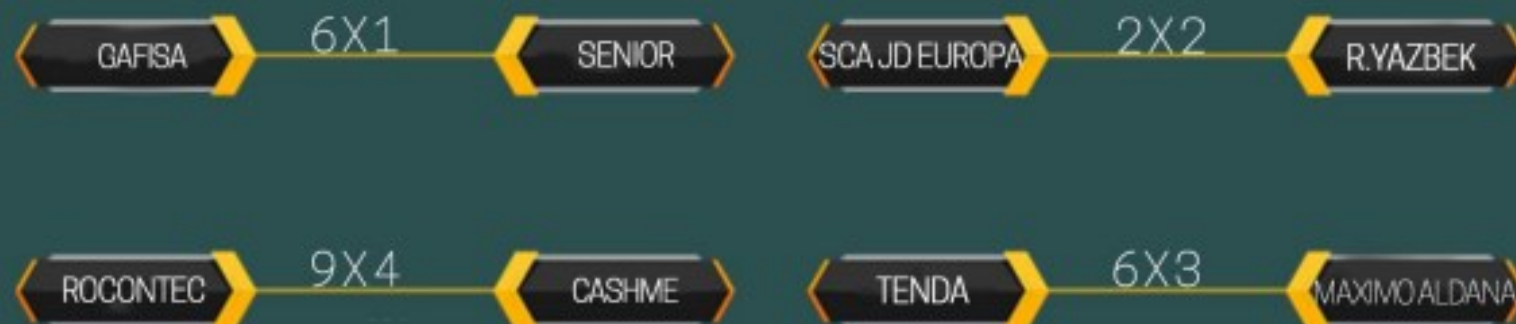 GAFISA 6X1 SENIOR
SCA JD EUROPA 2X2 R.YAZBEK
ROCONTEC 9X4 CASHME
TENDA 6X3 MAXIMO ALDANA